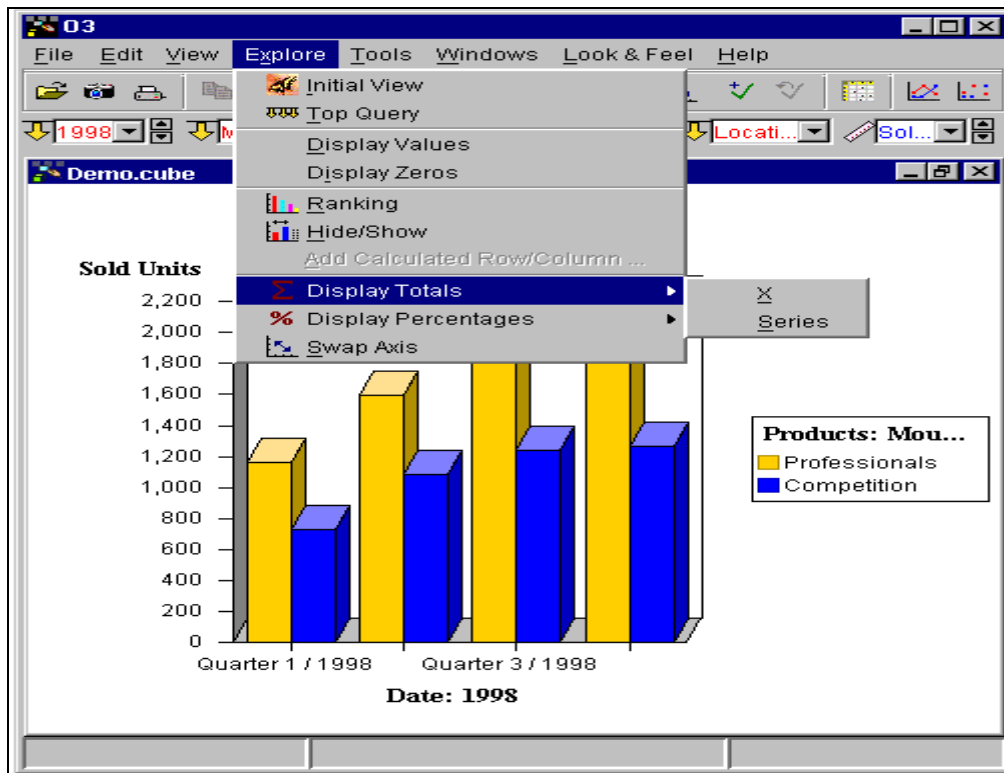 O3
File Edit View Explore Tools Windows Look & Feel Help
1998 Locati... Sol...
Initial View
Top Query
Display Values
Display Zeros
Ranking
Hide/Show
Add Calculated Row/Column ...
Display Totals
Display Percentages
Swap Axis
X
Series
Demo.cube
Sold Units
2,200
2,000
1,800
1,600
1,400
1,200
1,000
800
600
400
200
0
Quarter 1 / 1998 Quarter 3 / 1998
Date: 1998
Products: Mou...
Professionals
Competition